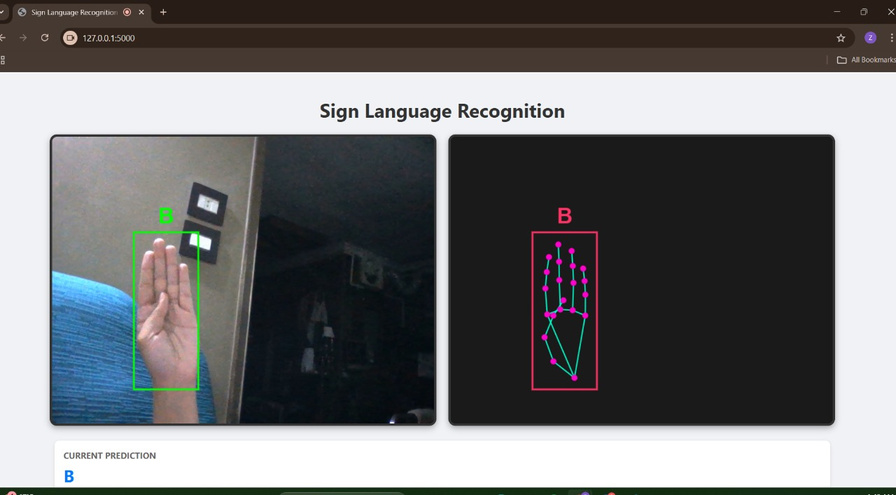 Sign Language Recognition
127.0.0.1:5000
Z
All Bookmarks
Sign Language Recognition
B
B
CURRENT PREDICTION
B